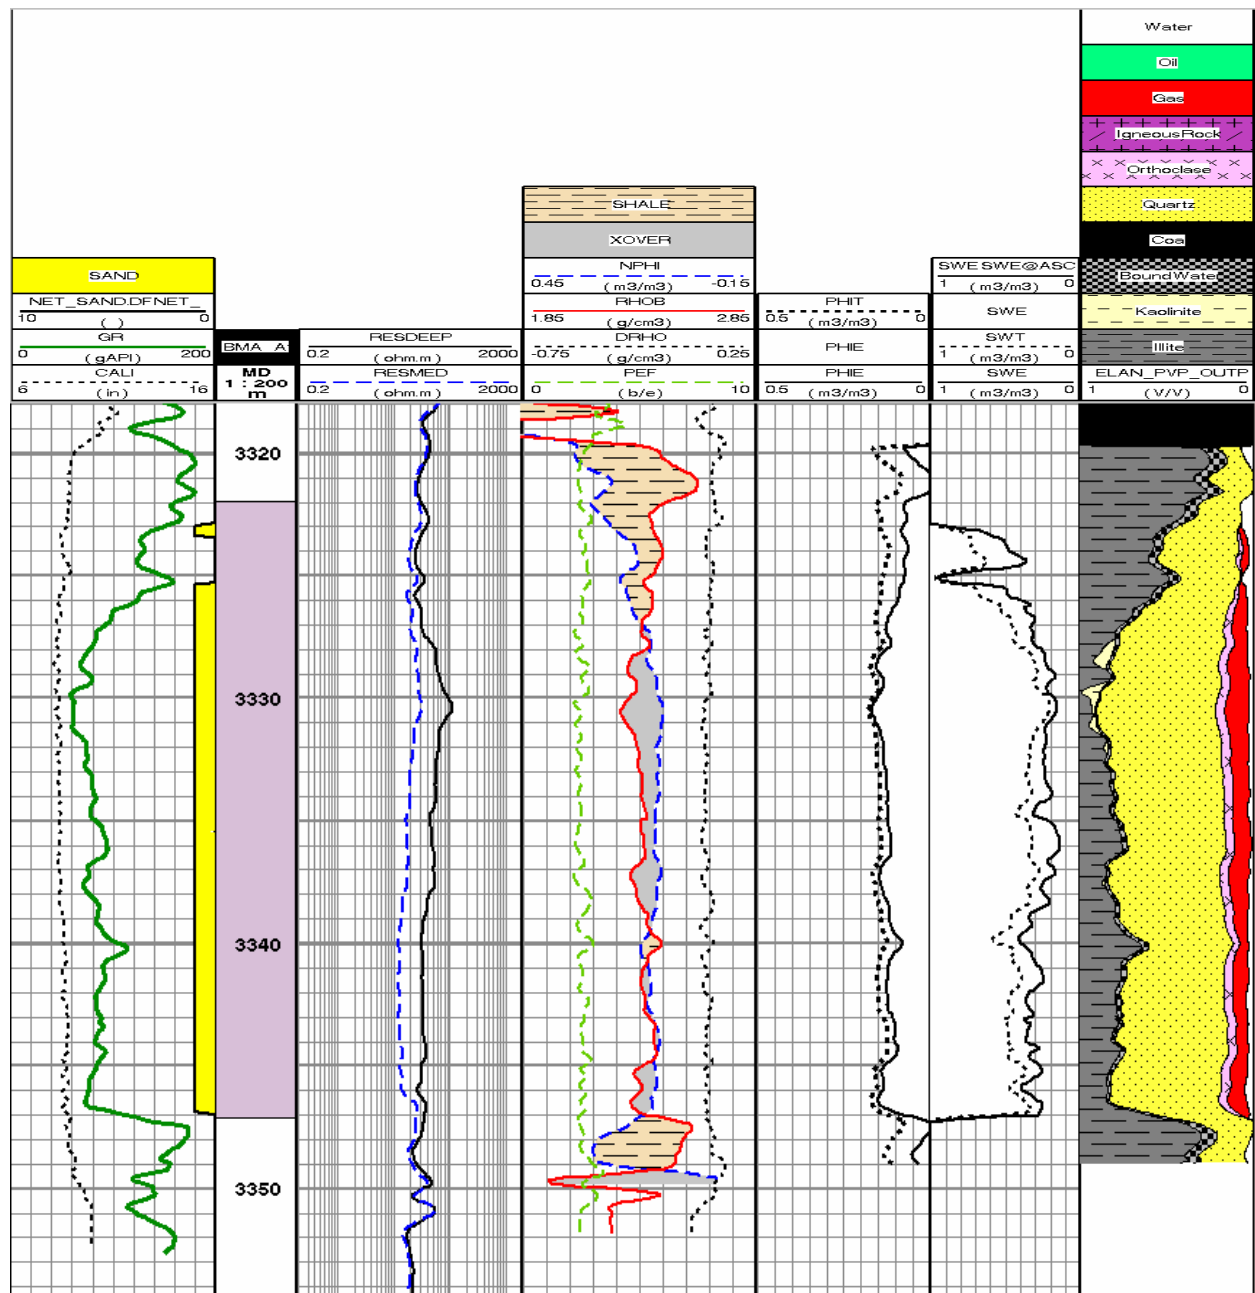 Water
Oil
Gas
IgneousRock
Orthoclase
Quartz
Coa
BoundWater
Kaolinite
Illite
ELAN_PVP_OUTP
1 (V/V) 0
SAND
NET_SAND.DFNET_
10 ( ) 0
GR
0 (gAPI) 200
CALI
6 (in) 16
BMA_A
MD
1 : 200
m
RESDEEP
0.2 (ohm.m) 2000
RESMED
0.2 (ohm.m) 2000
SHALE
XOVER
NPHI
0.45 (m3/m3) -0.15
RHOB
1.85 (g/cm3) 2.85
DRHO
-0.75 (g/cm3) 0.25
PEF
0 (b/e) 10
PHIT
0.5 (m3/m3) 0
PHIE
PHIE
0.5 (m3/m3) 0
SWE SWE@ASC
1 (m3/m3) 0
SWE
SWT
1 (m3/m3) 0
SWE
1 (m3/m3) 0
3320
3330
3340
3350